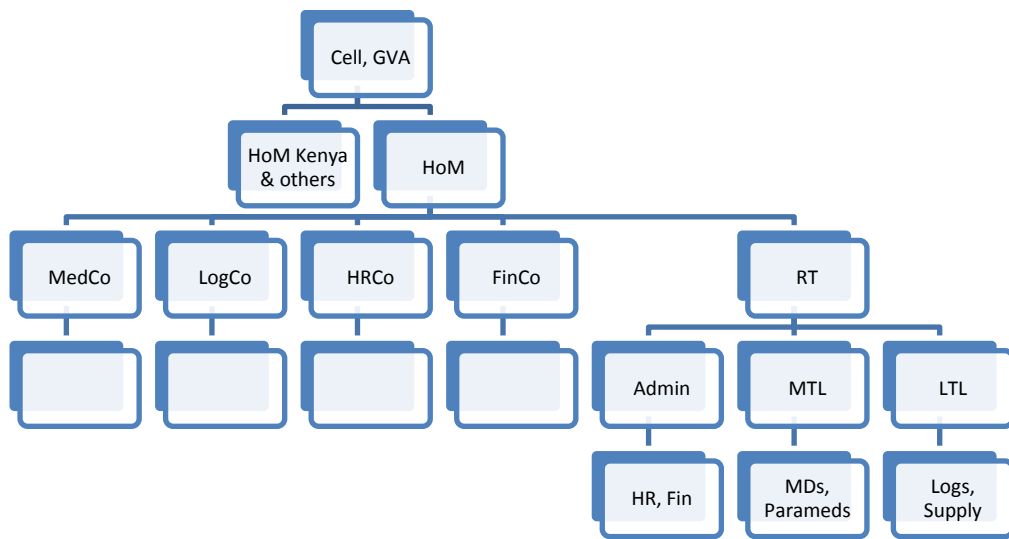 Cell, GVA
HoM Kenya
& others
HoM
MedCo
LogCo
HRCo
FinCo
RT
Admin
MTL
LTL
HR, Fin
MDs,
Parameds
Logs,
Supply